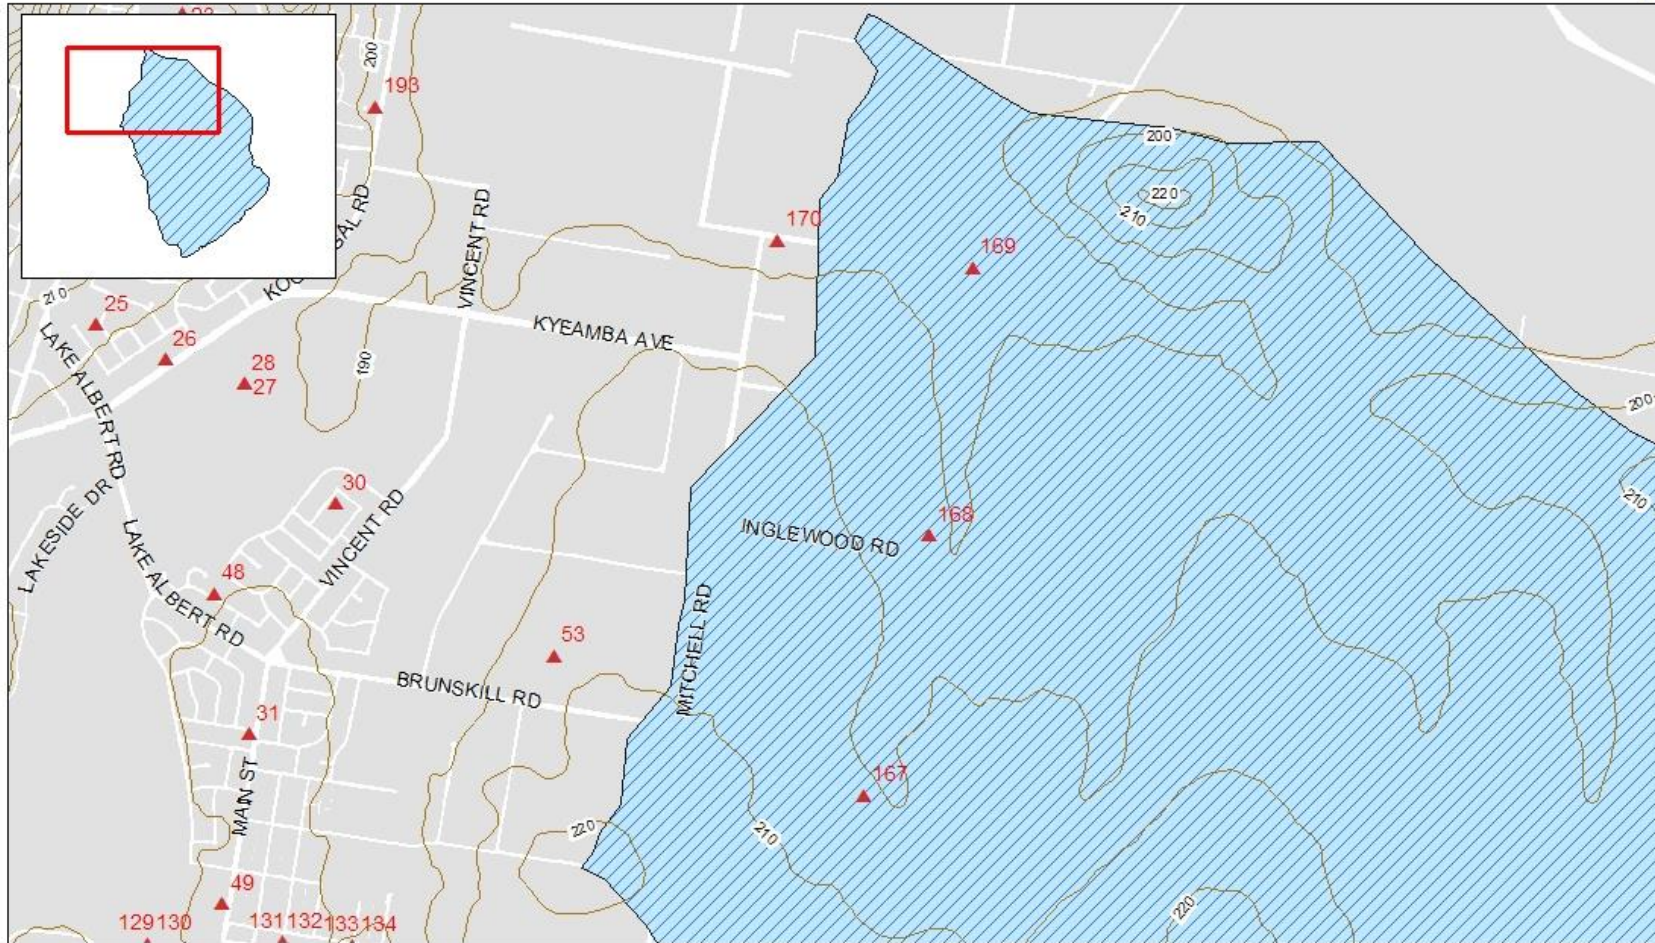 200
193
200
220
210
170
169
VINCENT RD
210
25
26
KYEAMBA AVE
28
27
190
LAKE ALBERT RD
200
30
LAKESIDE DR
VINCENT RD
210
168
INGLEWOOD RD
LAKE ALBERT RD
48
53
MITCHELL RD
BRUNSKILL RD
31
MAIN ST
167
220
210
49
220
129 130
131 132 133 134